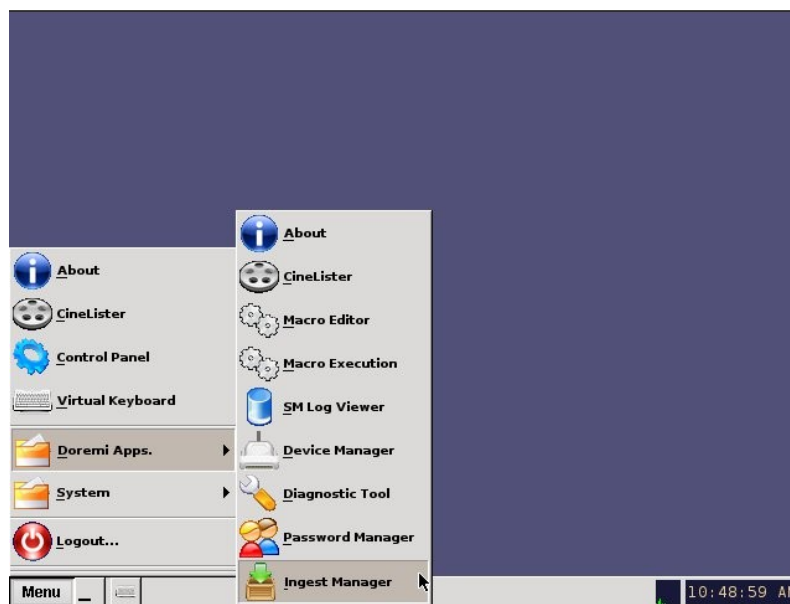 About
CineLister
Control Panel
Virtual Keyboard
Doremi Apps.
System
Logout...
About
CineLister
Macro Editor
Macro Execution
SM Log Viewer
Device Manager
Diagnostic Tool
Password Manager
Ingest Manager
Menu
10:48:59 AM